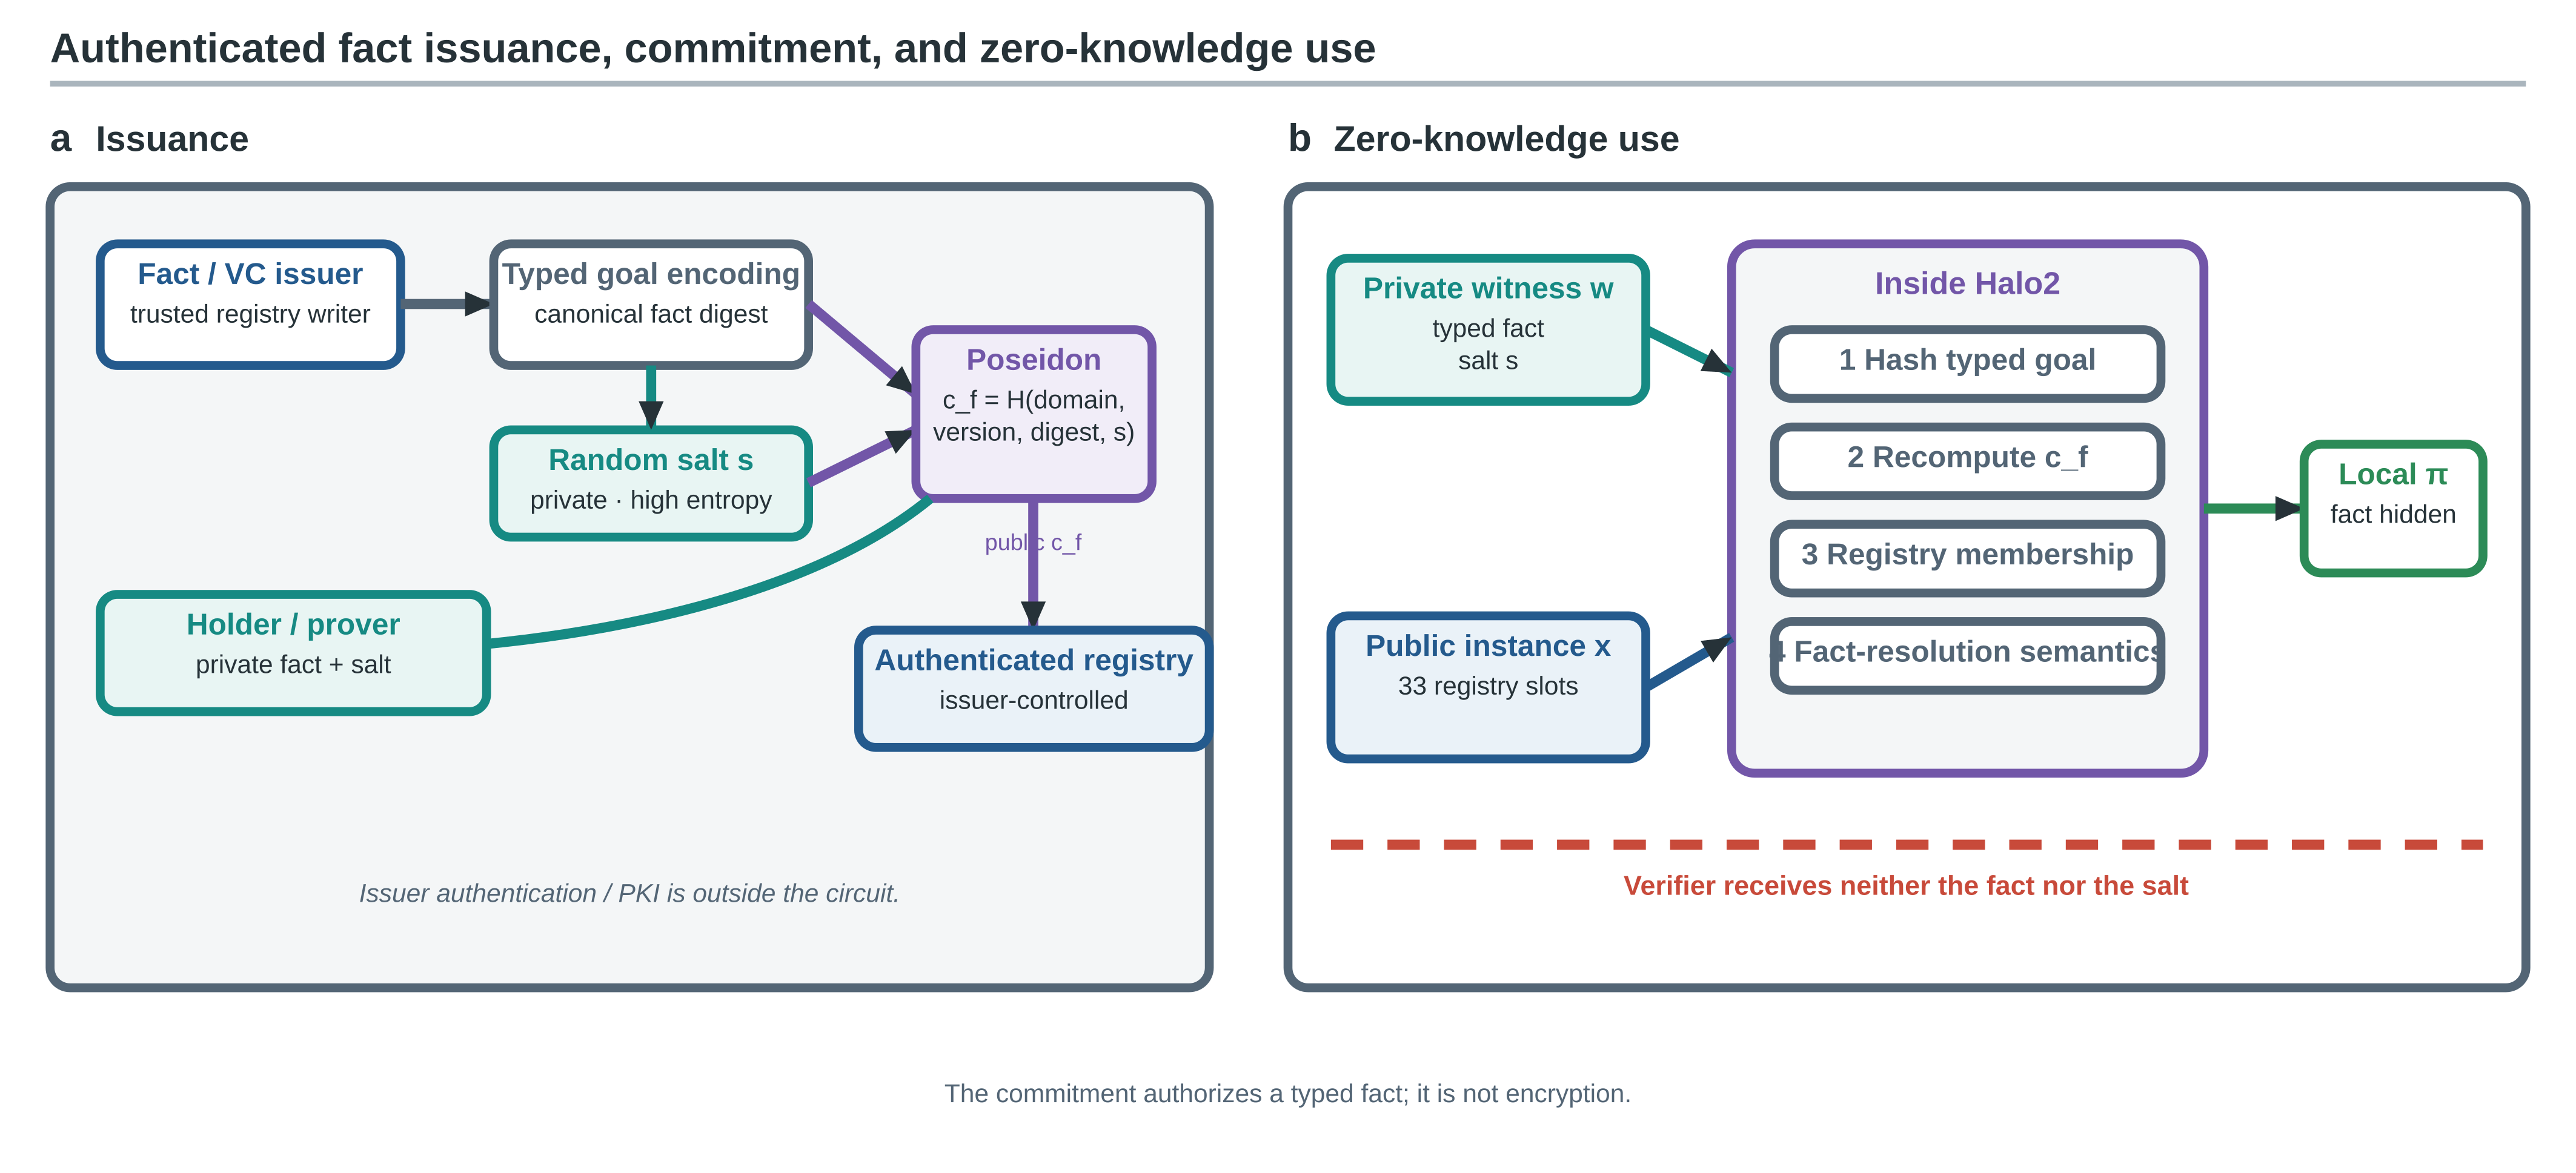 Authenticated fact issuance, commitment, and zero-knowledge use
a Issuance
Fact / VC issuer
trusted registry writer
Typed goal encoding
canonical fact digest
Poseidon
c_f = H(domain,
version, digest, s)
Random salt s
private · high entropy
public c_f
Holder / prover
private fact + salt
Authenticated registry
issuer-controlled
Issuer authentication / PKI is outside the circuit.
b Zero-knowledge use
Private witness w
typed fact
salt s
Public instance x
33 registry slots
Inside Halo2
1 Hash typed goal
2 Recompute c_f
3 Registry membership
4 Fact-resolution semantics
Local π
fact hidden
Verifier receives neither the fact nor the salt
The commitment authorizes a typed fact; it is not encryption.